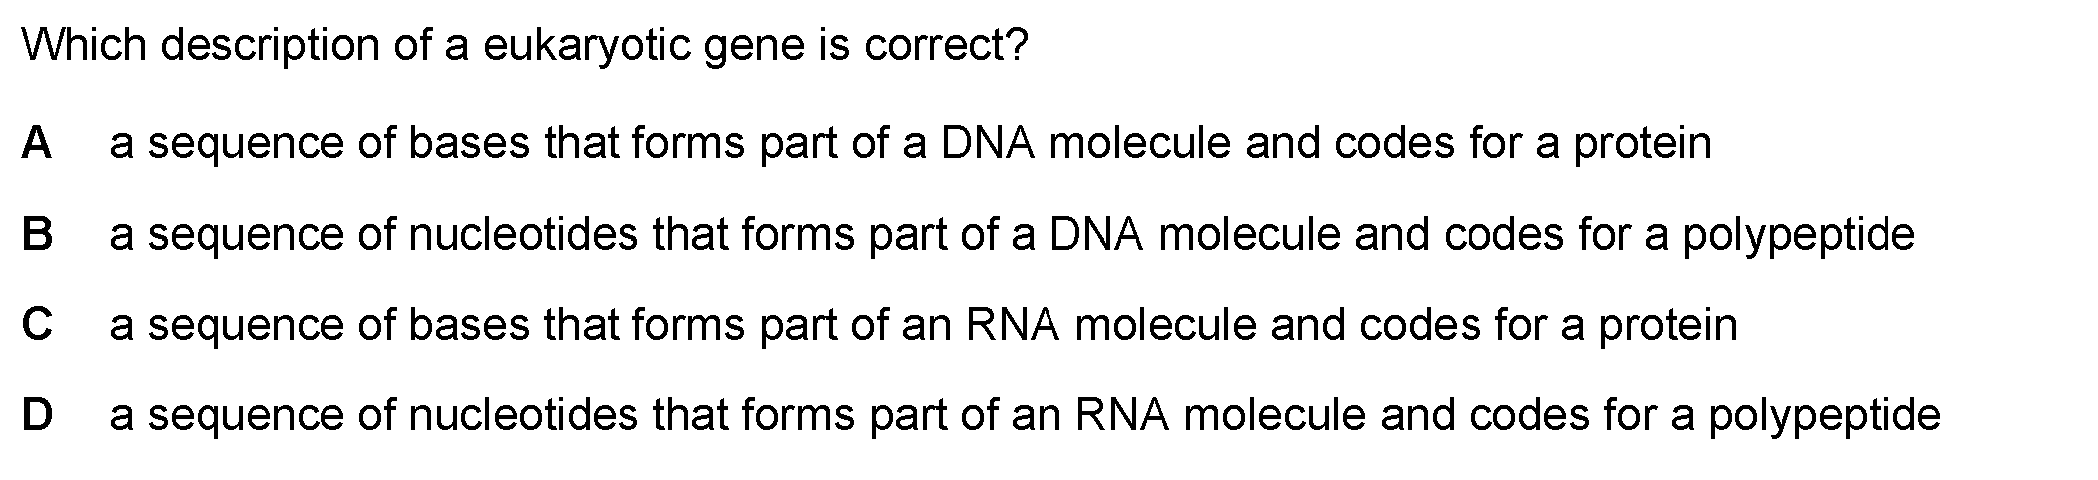 Which description of a eukaryotic gene is correct?
A a sequence of bases that forms part of a DNA molecule and codes for a protein
B a sequence of nucleotides that forms part of a DNA molecule and codes for a polypeptide
C a sequence of bases that forms part of an RNA molecule and codes for a protein
D a sequence of nucleotides that forms part of an RNA molecule and codes for a polypeptide